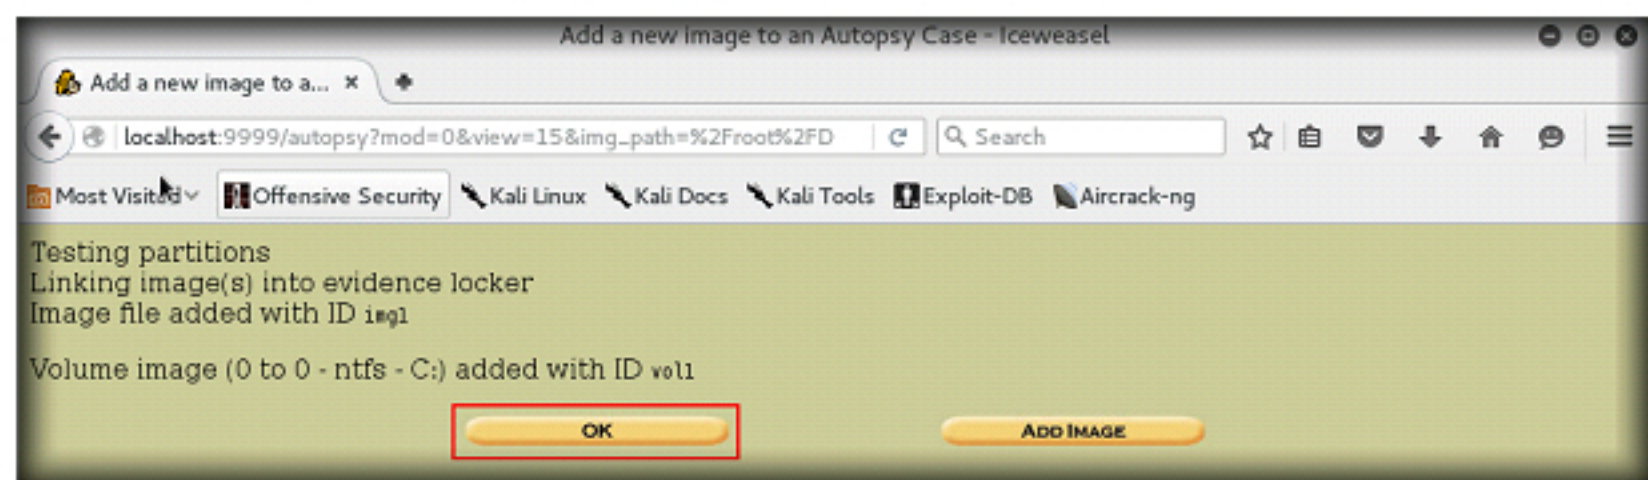 Add a new image to an Autopsy Case - Iceweasel
Add a new image to a...
localhost:9999/autopsy?mod=0&view=15&img_path=%2Froot%2FD
Search
Most Visited Offensive Security Kali Linux Kali Docs Kali Tools Exploit-DB Aircrack-ng
Testing partitions
Linking image(s) into evidence locker
Image file added with ID img1
Volume image (0 to 0 - ntfs - C:) added with ID vol1
OK ADD IMAGE